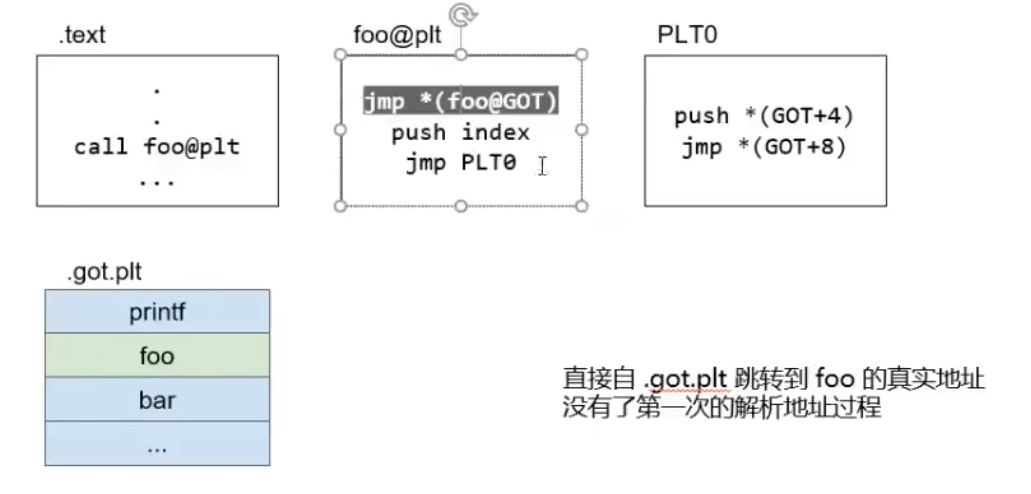 .text
.
.
call foo@plt
...
foo@plt
jmp *(foo@GOT)
push index
jmp PLT0
PLT0
push *(GOT+4)
jmp *(GOT+8)
.got.plt
printf
foo
bar
...
直接自 .got.plt 跳转到 foo 的真实地址
没有了第一次的解析地址过程